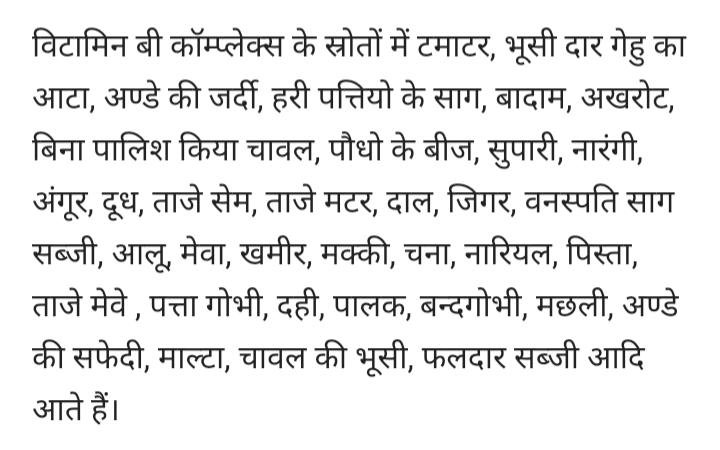 विटामिन बी कॉम्प्लेक्स के स्रोतों में टमाटर, भूसी दार गेहु का
आटा, अण्डे की जर्दी, हरी पत्तियो के साग, बादाम, अखरोट,
बिना पालिश किया चावल, पौधो के बीज, सुपारी, नारंगी,
अंगूर, दूध, ताजे सेम, ताजे मटर, दाल, जिगर, वनस्पति साग
सब्जी, आलू, मेवा, खमीर, मक्की, चना, नारियल, पिस्ता,
ताजे मेवे , पत्ता गोभी, दही, पालक, बन्दगोभी, मछली, अण्डे
की सफेदी, माल्टा, चावल की भूसी, फलदार सब्जी आदि
आते हैं।